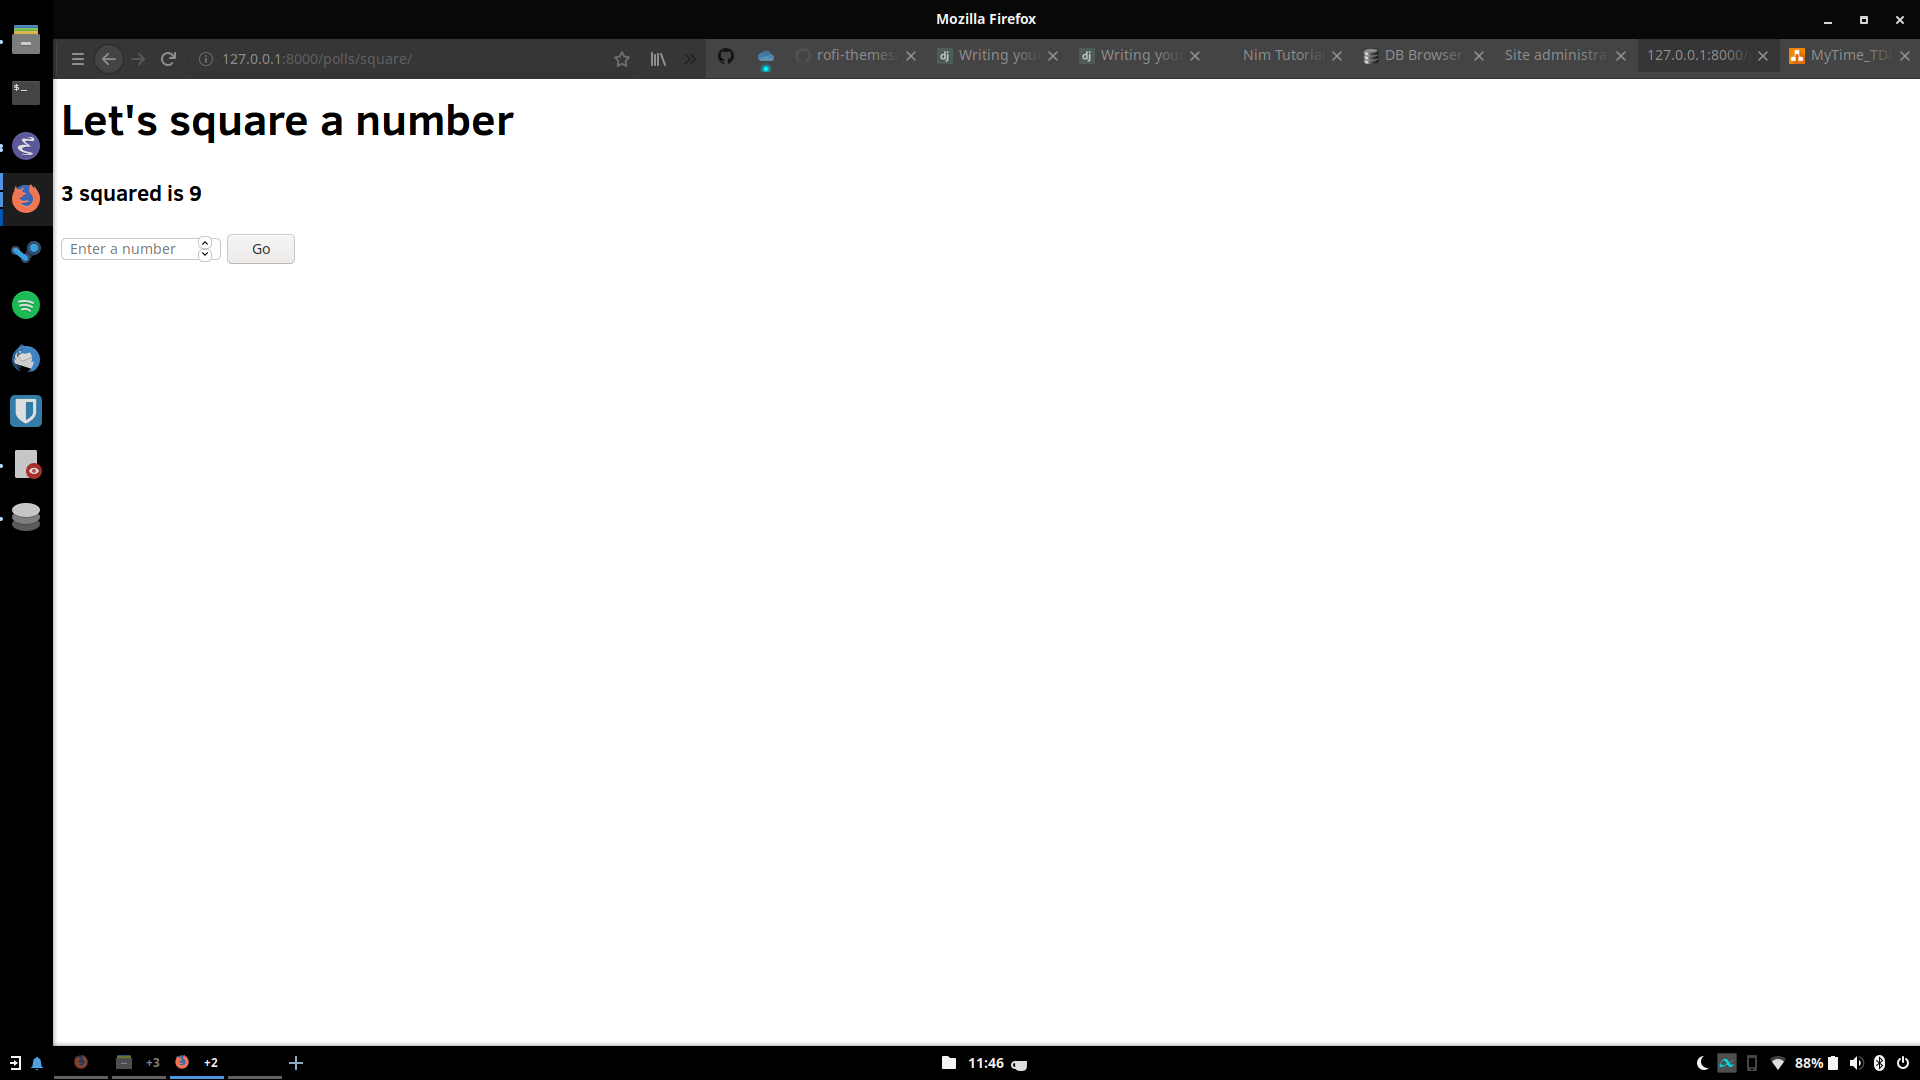 Mozilla Firefox
127.0.0.1:8000/polls/square/
rofi-themes
dj Writing you
dj Writing you
Nim Tutoria
DB Browser
Site administra
127.0.0.1:8000/
MyTime_TD
Let's square a number
3 squared is 9
Enter a number
Go
$_
+3
+2
11:46
88%